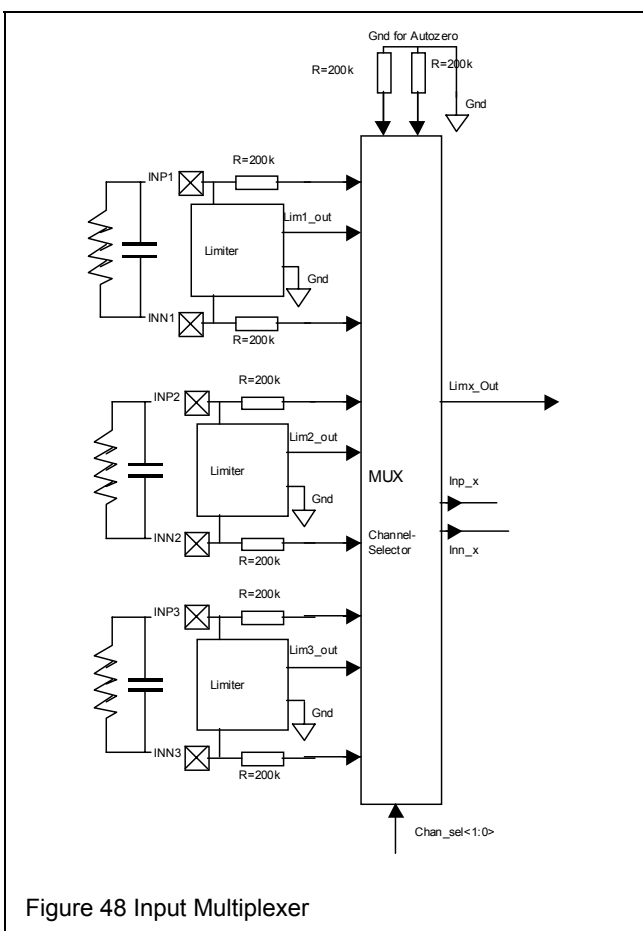 Gnd for Autozero
R=200k
R=200k
Gnd
INP1
R=200k
Lim1_out
Limiter
Gnd
INN1
R=200k
R=200k
INP2
Lim2_out
Limiter
Gnd
INN2
R=200k
R=200k
INP3
Lim3_out
Limiter
Gnd
INN3
R=200k
MUX
Channel-
Selector
Limx_Out
Inp_x
Inn_x
Chan_sel<1:0>
Figure 48 Input Multiplexer